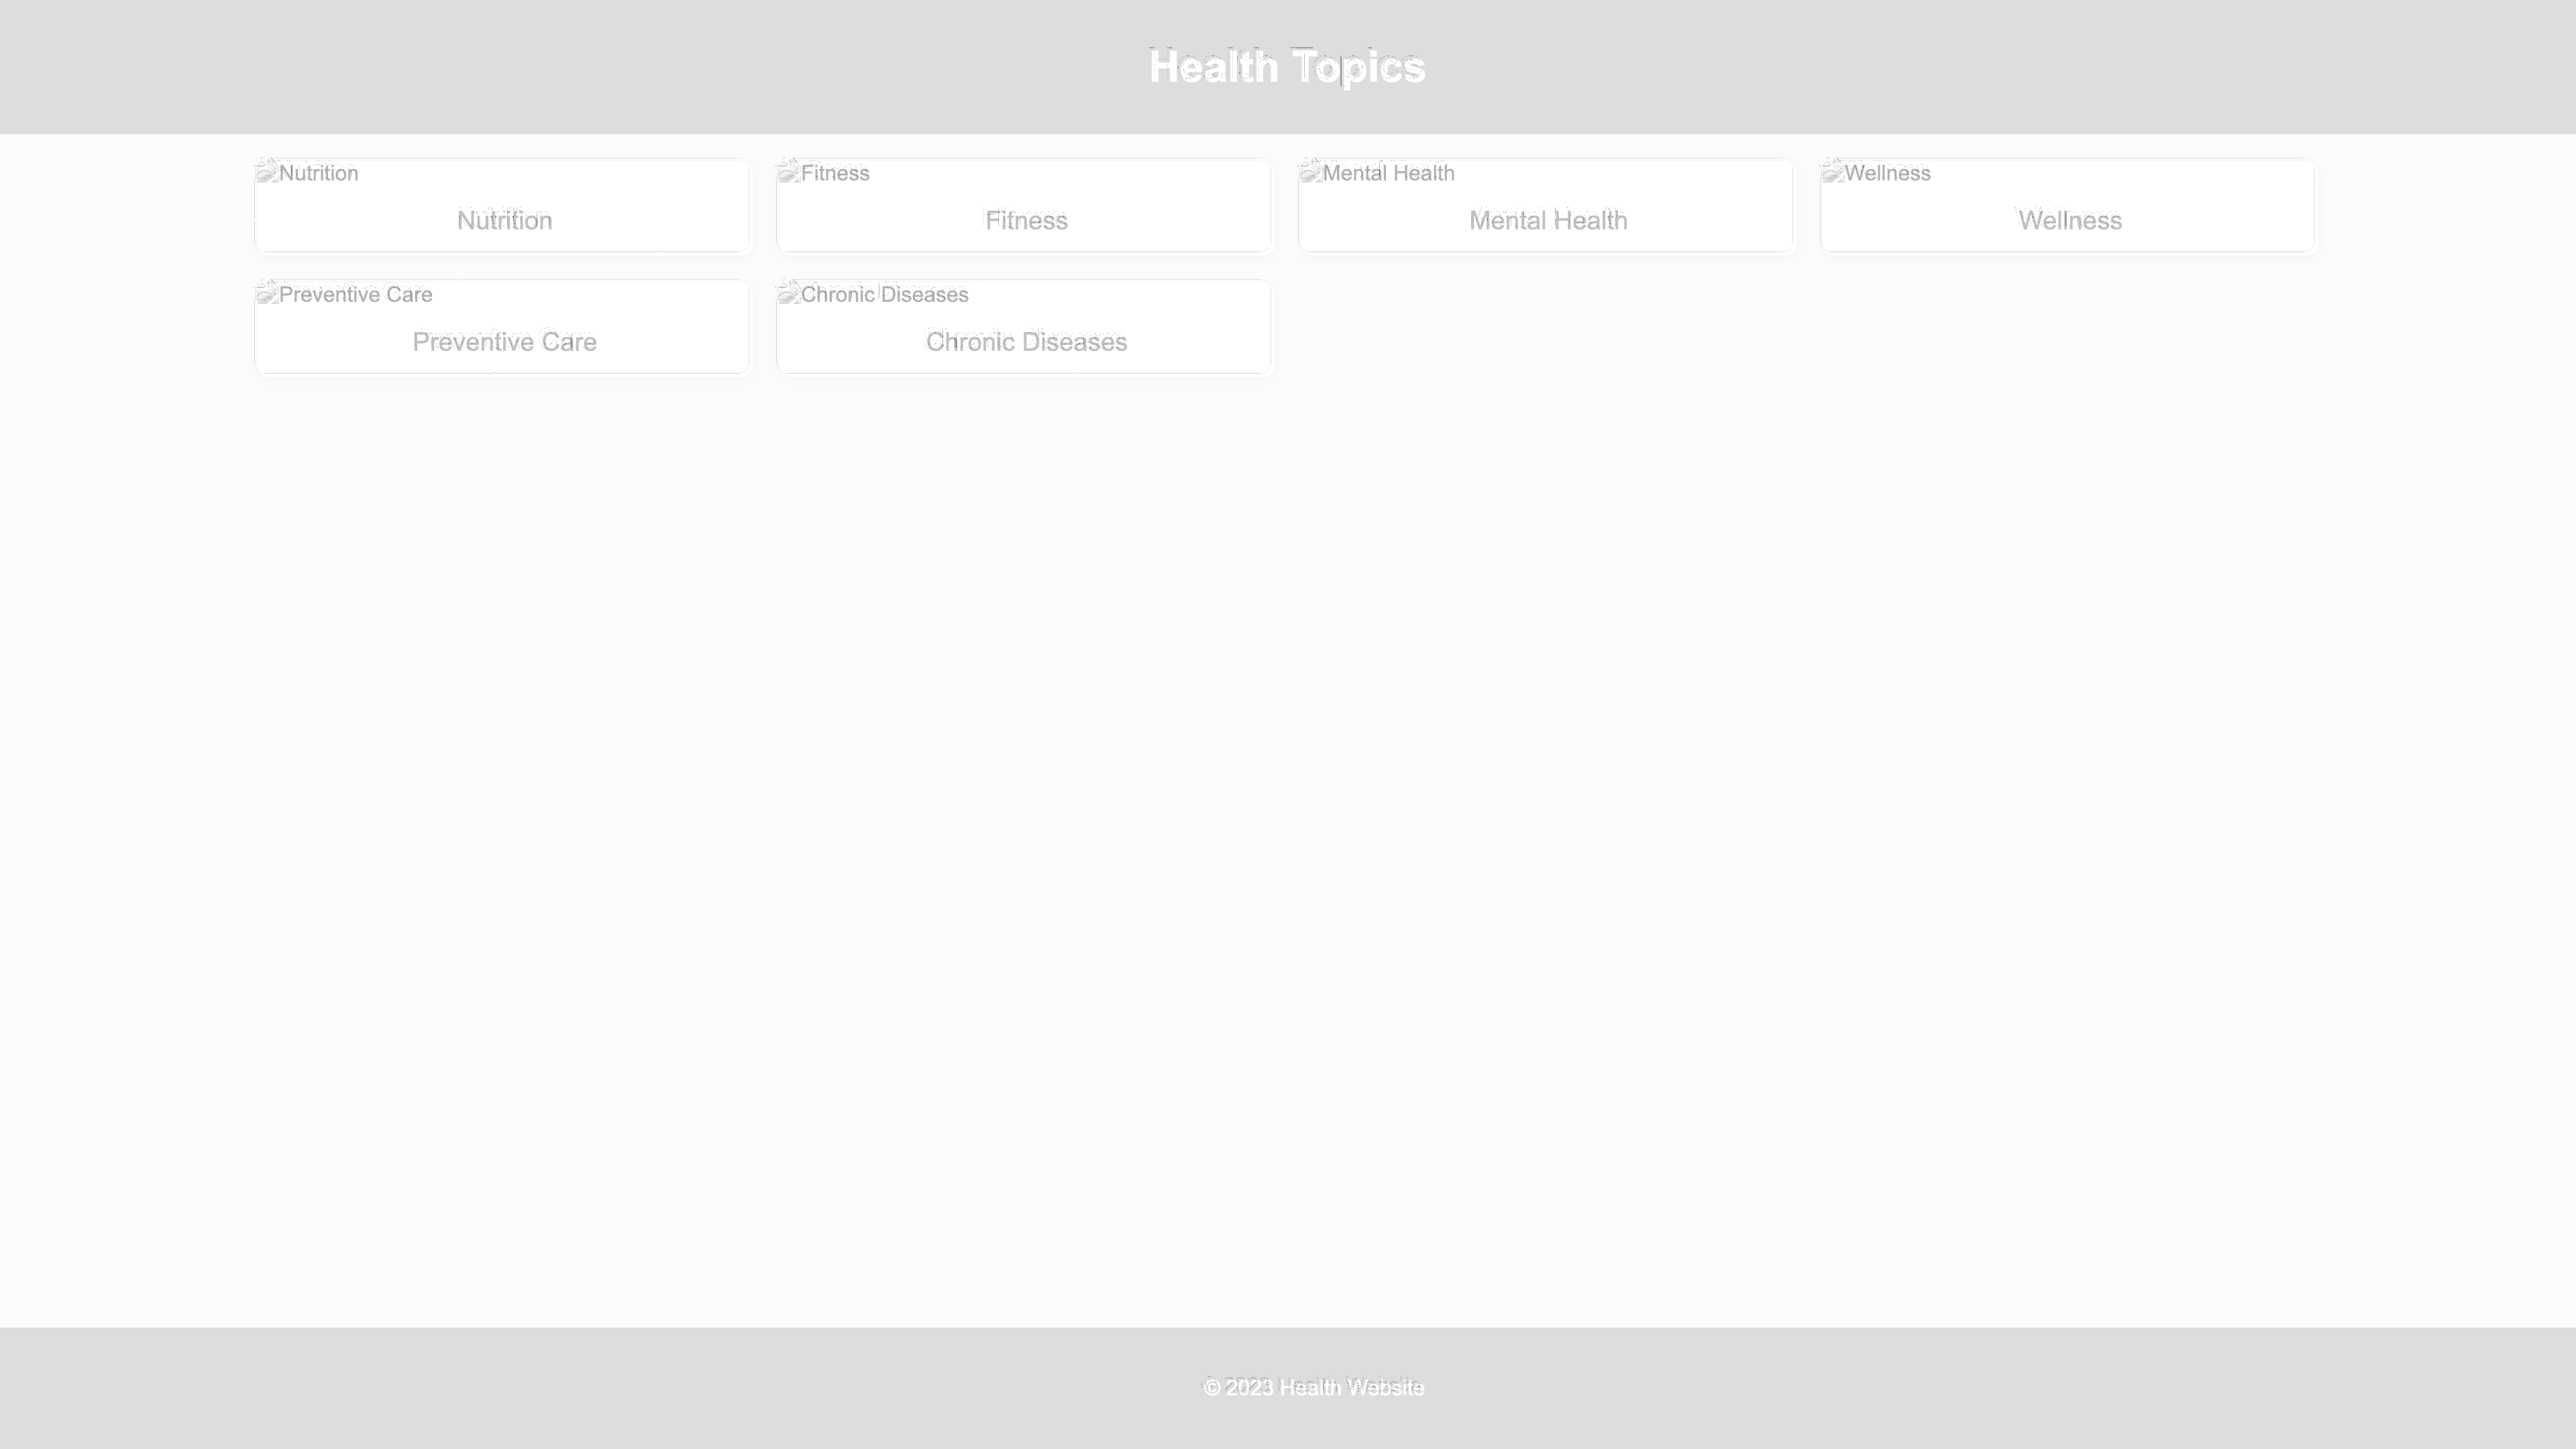 Health Topics
Nutrition
Fitness
Mental Health
Wellness
Nutrition
Fitness
Mental Health
Wellness
Preventive Care
Chronic Diseases
Preventive Care
Chronic Diseases
© 2023 Health Website